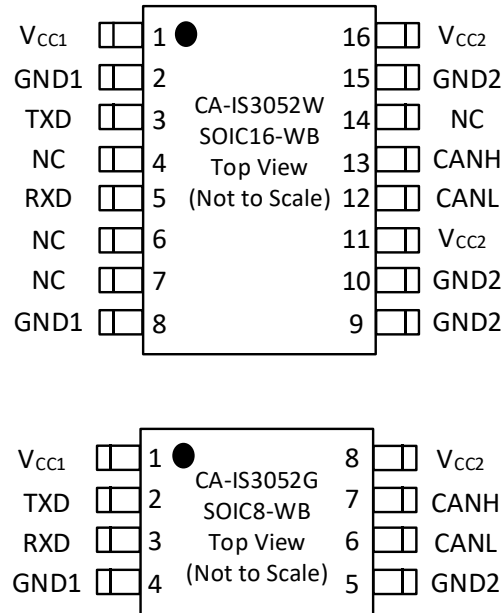 VCC1 1 16 VCC2
GND1 2 15 GND2
TXD 3 CA-IS3052W 14 NC
NC 4 SOIC16-WB 13 CANH
RXD 5 Top View 12 CANL
NC 6 (Not to Scale) 11 VCC2
NC 7 10 GND2
GND1 8 9 GND2
VCC1 1 CA-IS3052G 8 VCC2
TXD 2 SOIC8-WB 7 CANH
RXD 3 Top View 6 CANL
GND1 4 (Not to Scale) 5 GND2